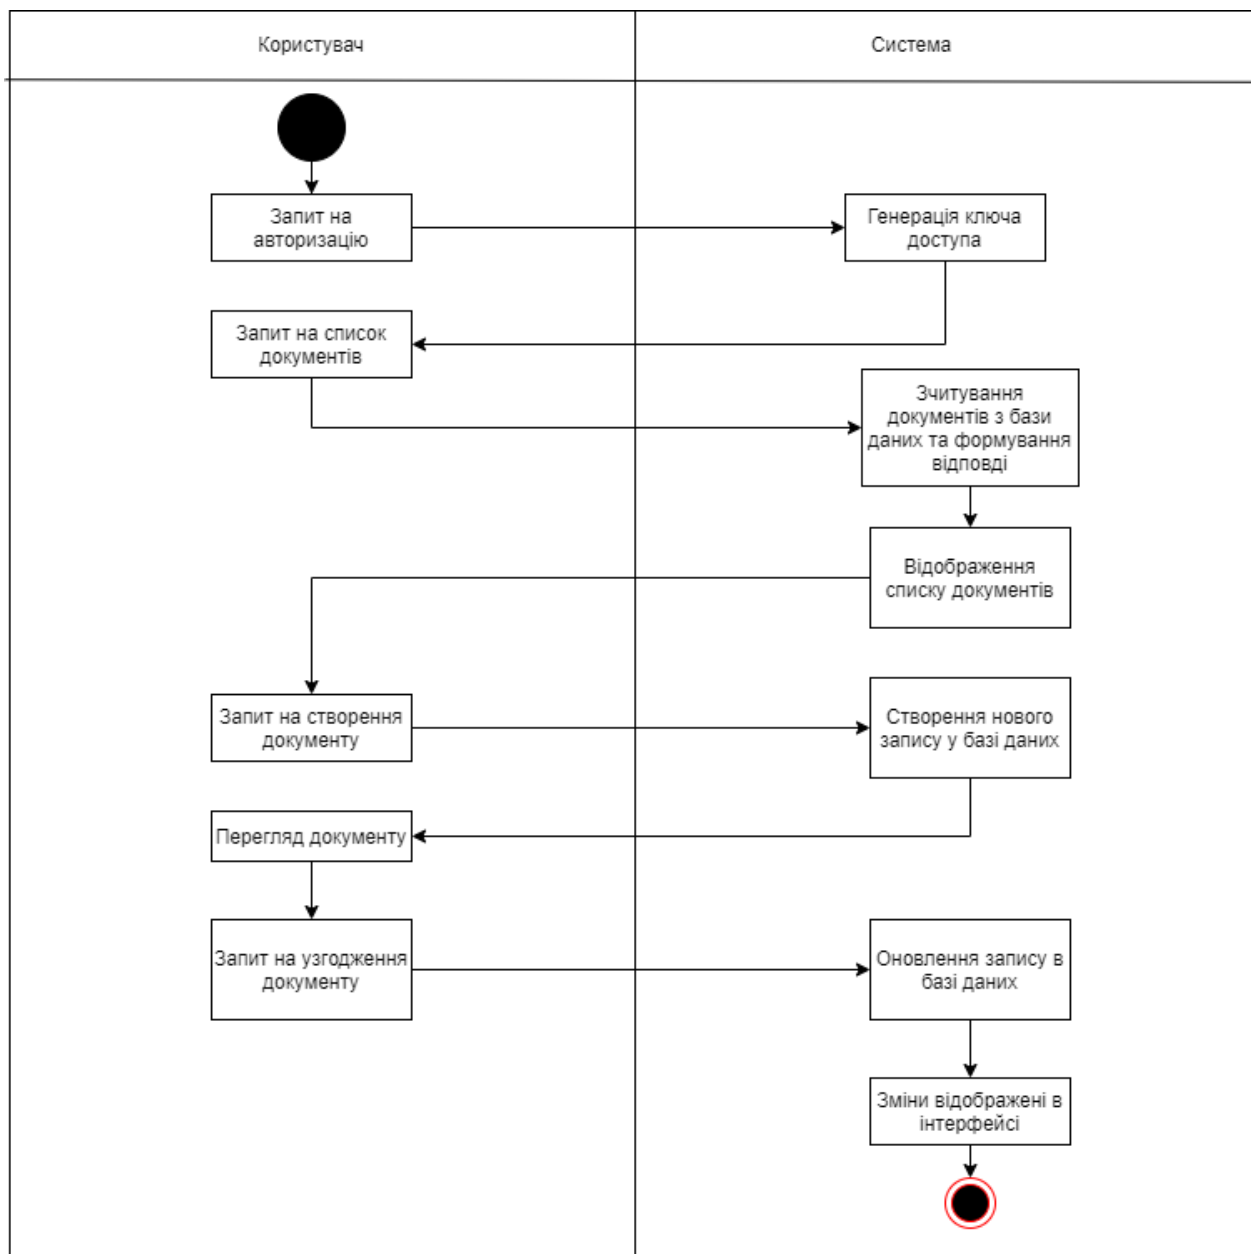 Користувач
Система
Запит на
авторизацію
Генерація ключа
доступа
Запит на список
документів
Зчитування
документів з бази
даних та формування
відповді
Відображення
списку документів
Запит на створення
документу
Створення нового
запису у базі даних
Перегляд документу
Запит на узгодження
документу
Оновлення запису в
базі даних
Зміни відображені в
інтерфейсі